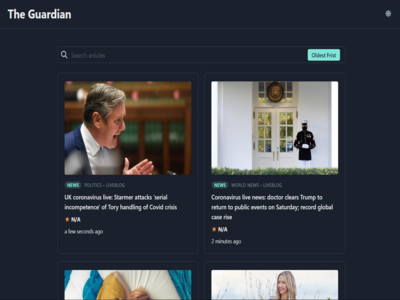 The Guardian
Search articles
Oldest Frist
NEWS POLITICS • LIVEBLOG
UK coronavirus live: Starmer attacks 'serial
incompetence' of Tory handling of Covid crisis
N/A
a few seconds ago
NEWS WORLD NEWS • LIVEBLOG
Coronavirus live news: doctor clears Trump to
return to public events on Saturday; record global
case rise
N/A
2 minutes ago